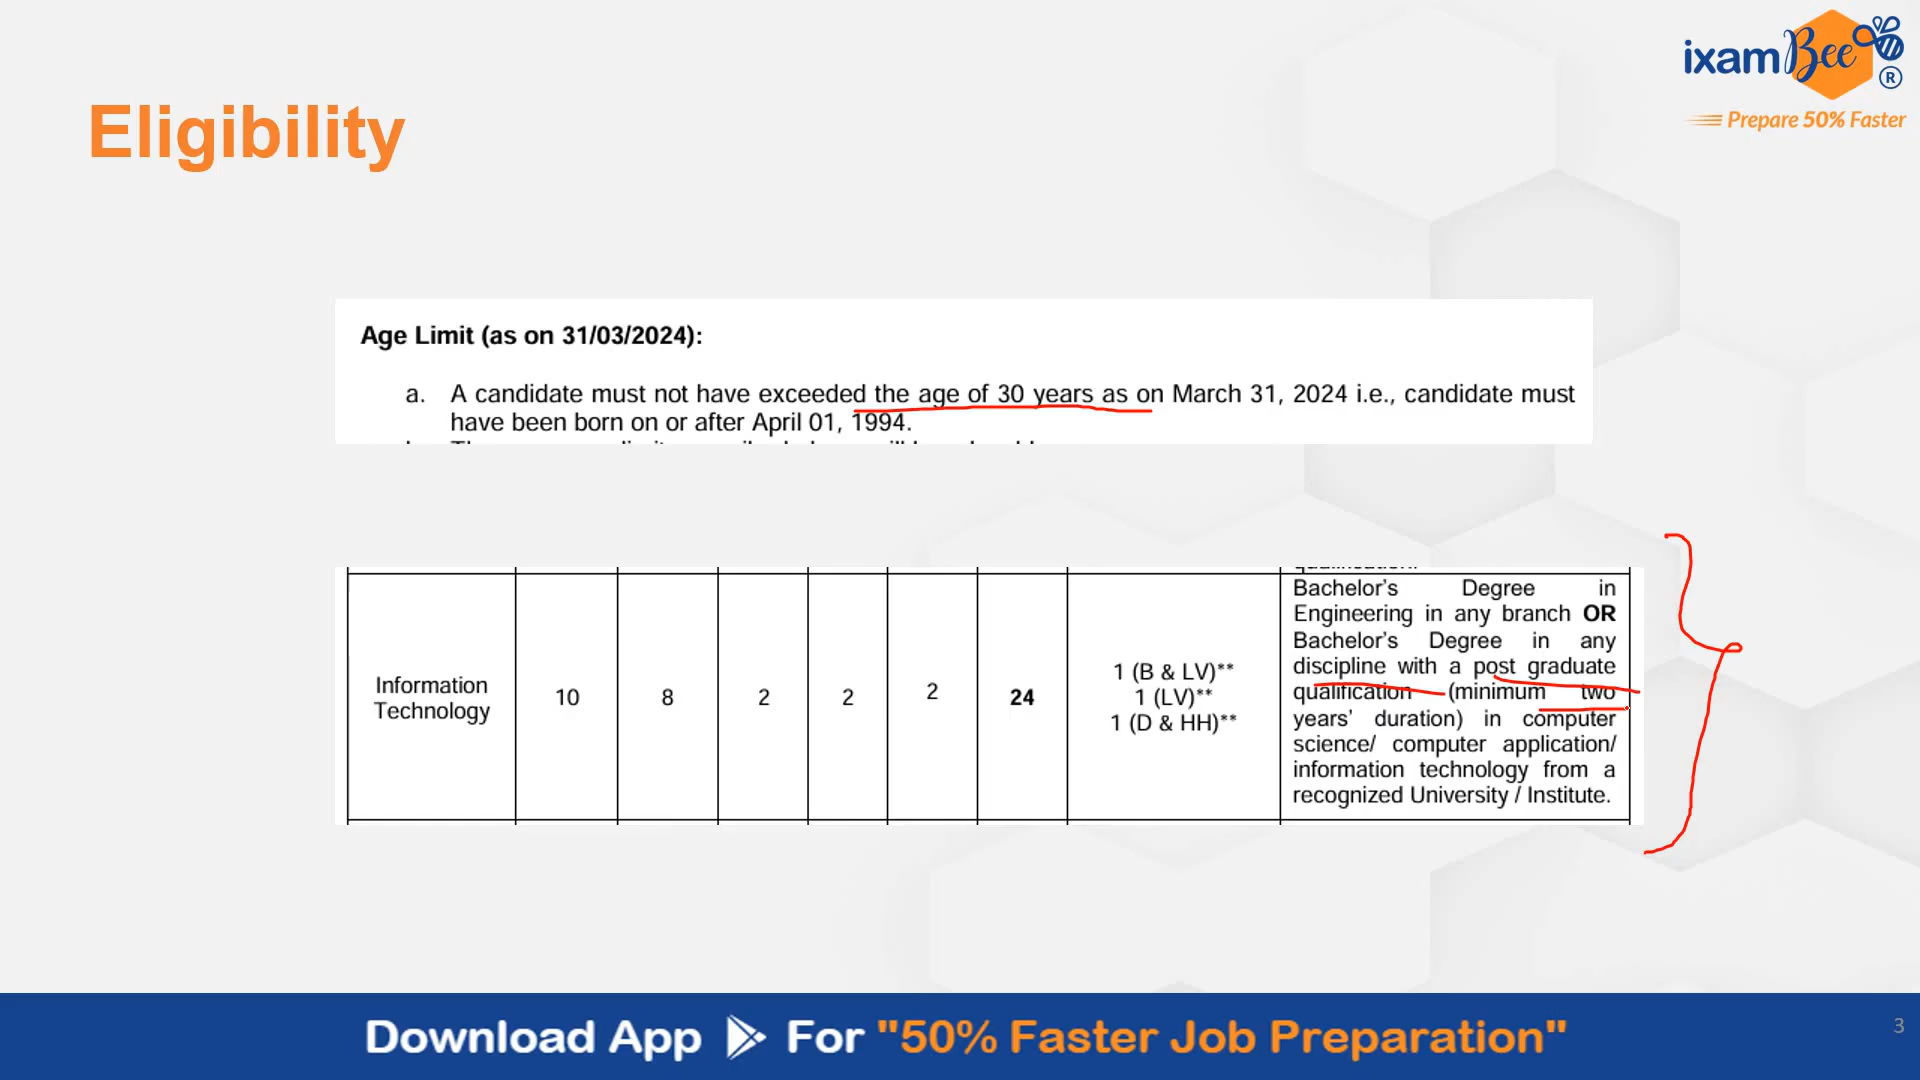 ixamBee®
Prepare 50% Faster
Eligibility
Age Limit (as on 31/03/2024):
a. A candidate must not have exceeded the age of 30 years as on March 31, 2024 i.e., candidate must
have been born on or after April 01, 1994.
Information
Technology
10
8
2
2
2
24
1 (B & LV)**
1 (LV)**
1 (D & HH)**
Bachelor's Degree in
Engineering in any branch OR
Bachelor's Degree in any
discipline with a post graduate
qualification (minimum two
years' duration) in computer
science/ computer application/
information technology from a
recognized University / Institute.
Download App For "50% Faster Job Preparation"
3